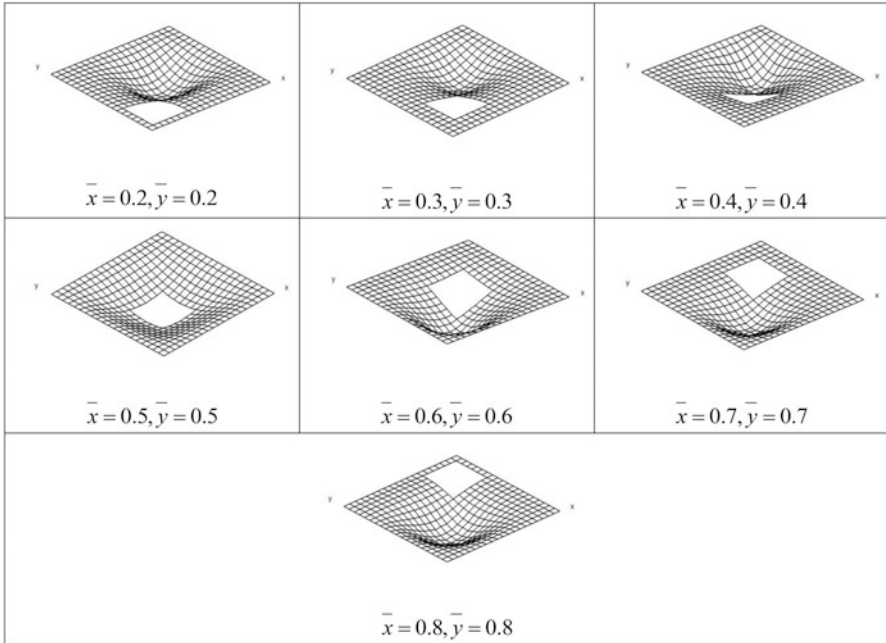 y x
y x
y x
x̅ = 0.2, y̅ = 0.2
x̅ = 0.3, y̅ = 0.3
x̅ = 0.4, y̅ = 0.4
y x
y x
y x
x̅ = 0.5, y̅ = 0.5
x̅ = 0.6, y̅ = 0.6
x̅ = 0.7, y̅ = 0.7
y x
x̅ = 0.8, y̅ = 0.8